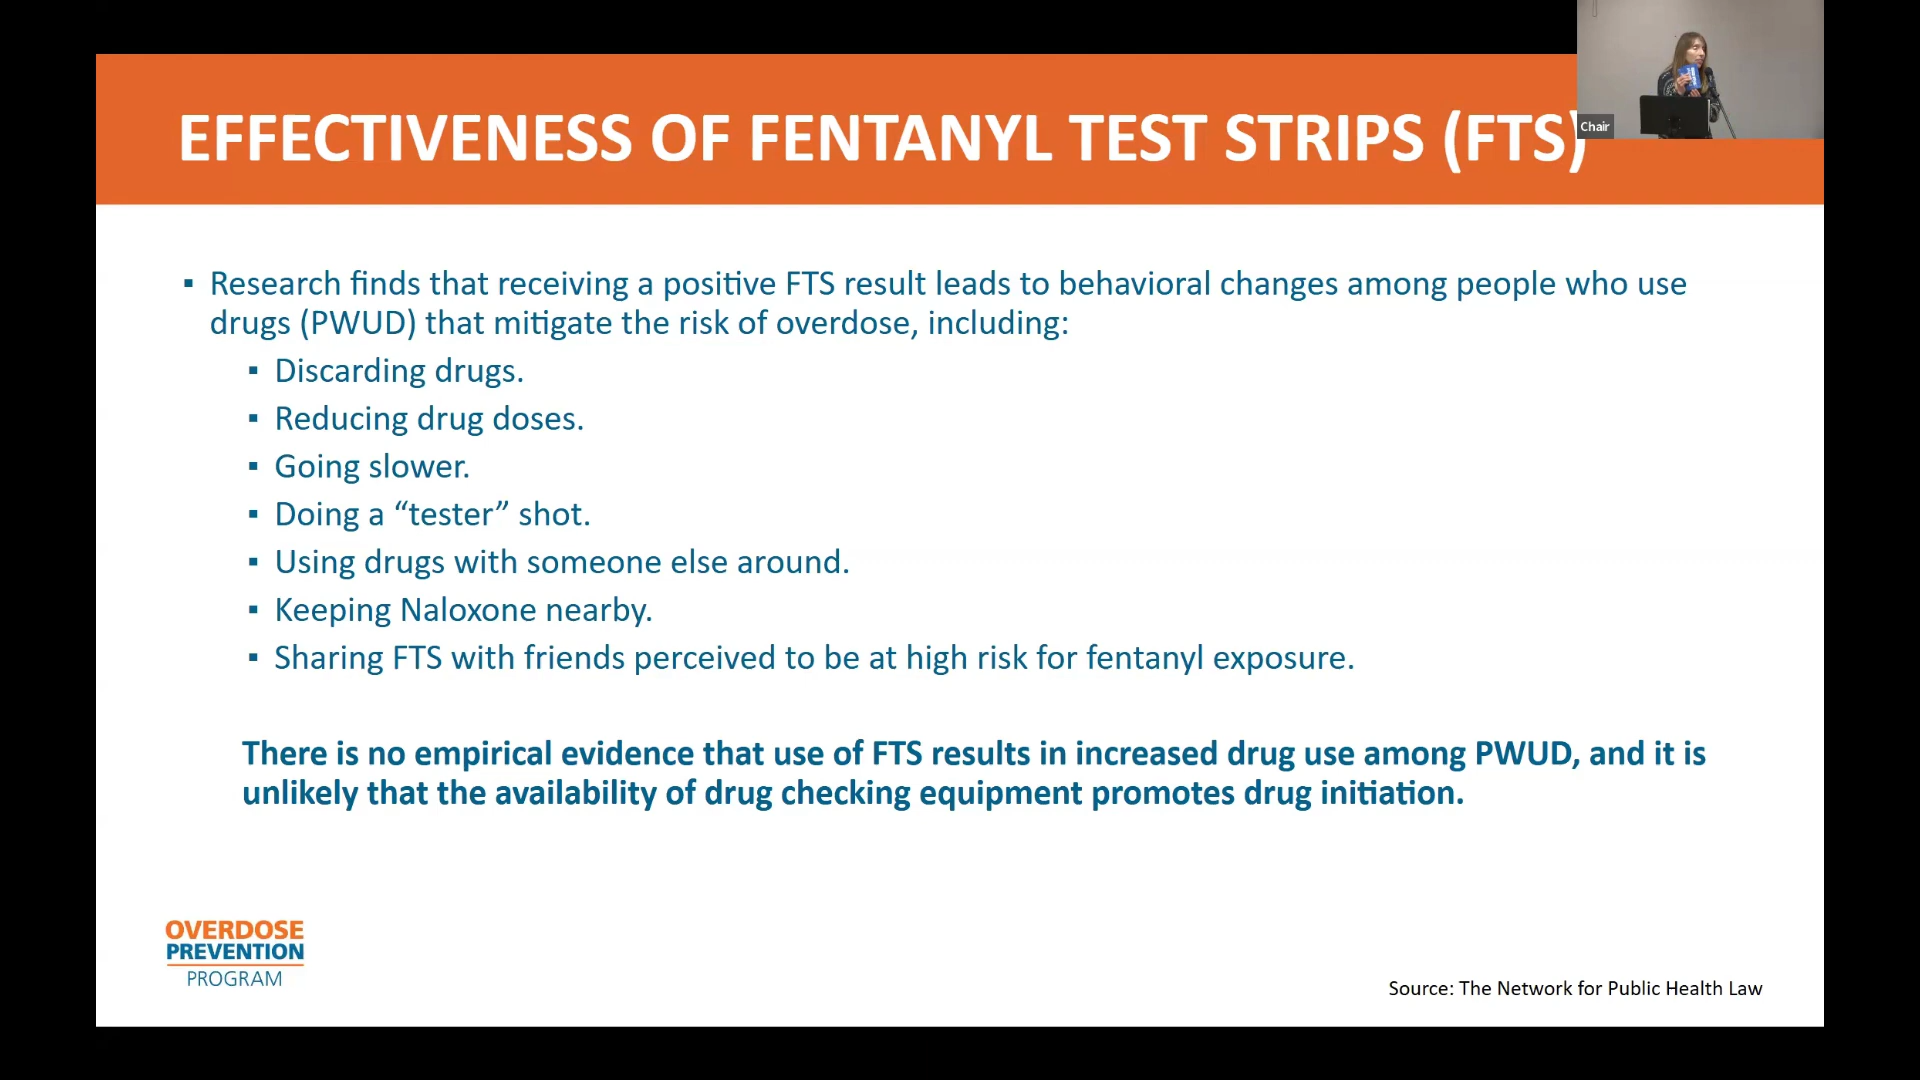 EFFECTIVENESS OF FENTANYL TEST STRIPS (FTS)
Chair
▪ Research finds that receiving a positive FTS result leads to behavioral changes among people who use
drugs (PWUD) that mitigate the risk of overdose, including:
▪ Discarding drugs.
▪ Reducing drug doses.
▪ Going slower.
▪ Doing a “tester” shot.
▪ Using drugs with someone else around.
▪ Keeping Naloxone nearby.
▪ Sharing FTS with friends perceived to be at high risk for fentanyl exposure.
There is no empirical evidence that use of FTS results in increased drug use among PWUD, and it is
unlikely that the availability of drug checking equipment promotes drug initiation.
OVERDOSE
PREVENTION
PROGRAM
Source: The Network for Public Health Law